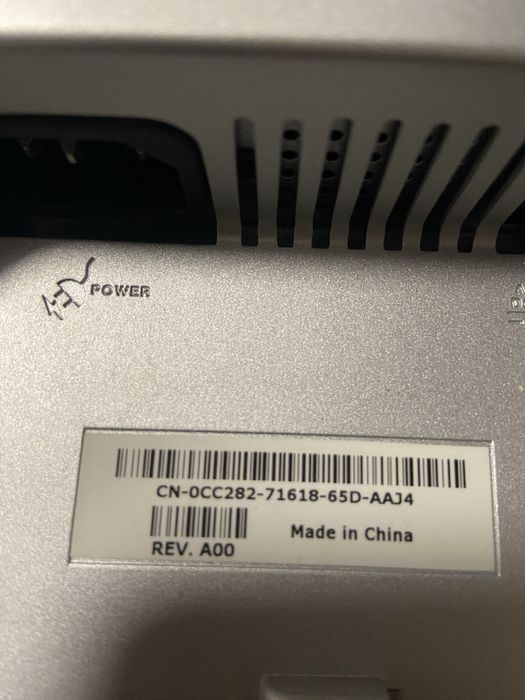 POWER
CN-0CC282-71618-65D-AAJ4
Made in China
REV. A00